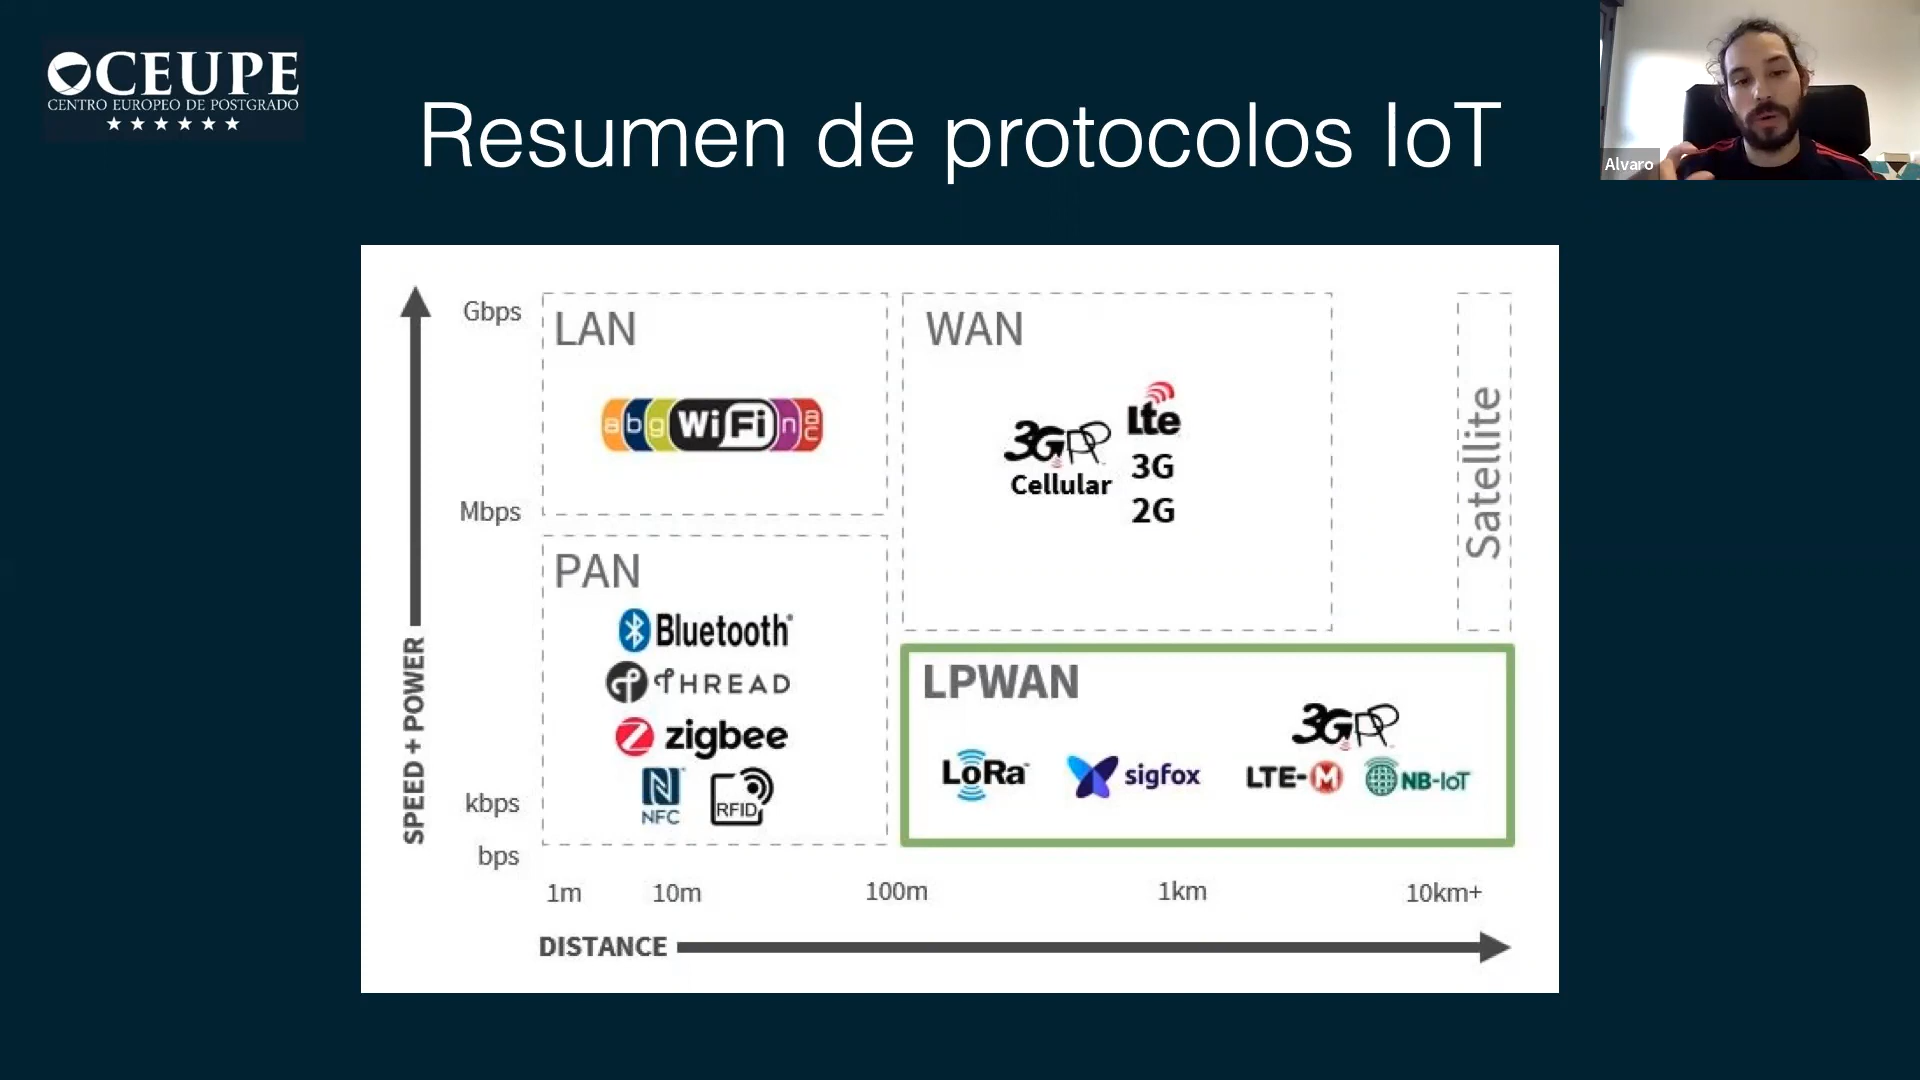 CEUPE
CENTRO EUROPEO DE POSTGRADO
Resumen de protocolos IoT
Alvaro
SPEED + POWER
Gbps
Mbps
kbps
bps
LAN
abg WiFi n AC
WAN
3GPP
Cellular
Lte
3G
2G
Satellite
PAN
Bluetooth
THREAD
zigbee
NFC
RFID
LPWAN
LoRa
sigfox
3GPP
LTE-M
NB-IoT
1m 10m 100m 1km 10km+
DISTANCE